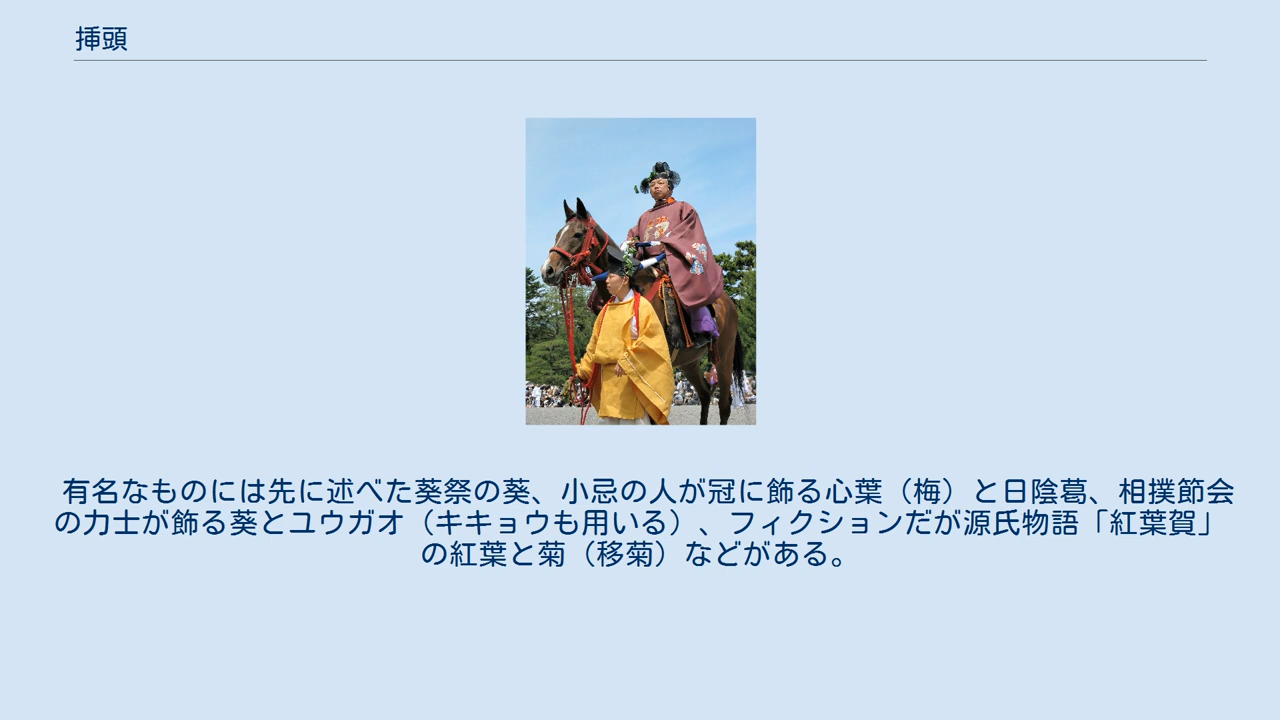 挿頭
有名なものには先に述べた葵祭の葵、小忌の人が冠に飾る心葉（梅）と日陰葛、相撲節会
の力士が飾る葵とユウガオ（キキョウも用いる）、フィクションだが源氏物語「紅葉賀」
の紅葉と菊（移菊）などがある。